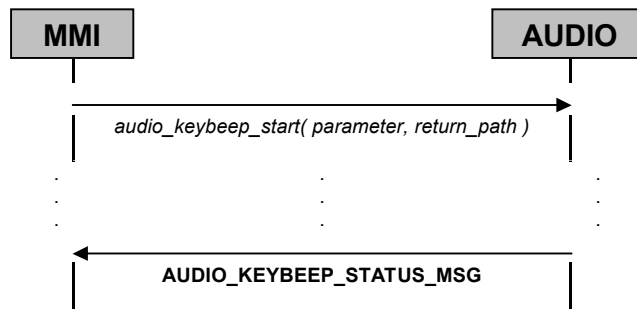 MMI
AUDIO
audio_keybeep_start( parameter, return_path )
. . .
. . .
. . .
AUDIO_KEYBEEP_STATUS_MSG